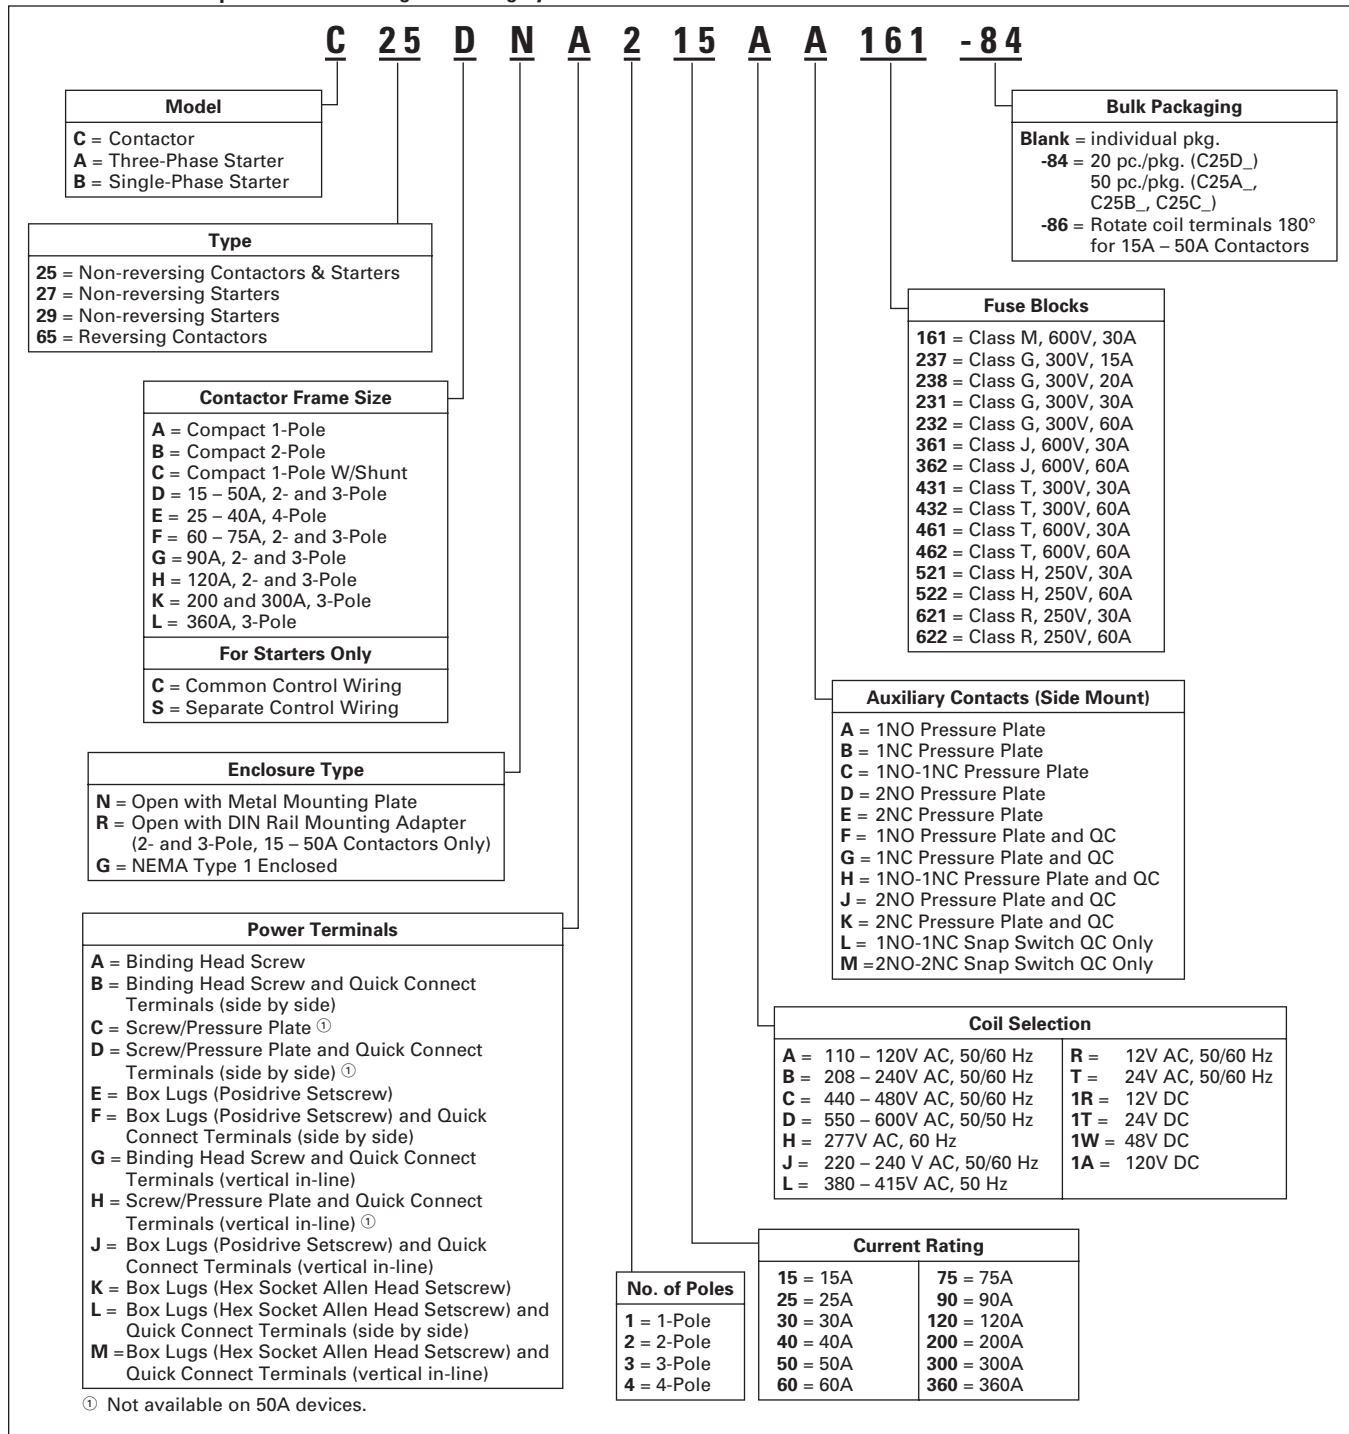 C 25 D N A 2 15 A A 161 -84
Model
C = Contactor
A = Three-Phase Starter
B = Single-Phase Starter
Type
25 = Non-reversing Contactors & Starters
27 = Non-reversing Starters
29 = Non-reversing Starters
65 = Reversing Contactors
Contactor Frame Size
A = Compact 1-Pole
B = Compact 2-Pole
C = Compact 1-Pole W/Shunt
D = 15 – 50A, 2- and 3-Pole
E = 25 – 40A, 4-Pole
F = 60 – 75A, 2- and 3-Pole
G = 90A, 2- and 3-Pole
H = 120A, 2- and 3-Pole
K = 200 and 300A, 3-Pole
L = 360A, 3-Pole
For Starters Only
C = Common Control Wiring
S = Separate Control Wiring
Enclosure Type
N = Open with Metal Mounting Plate
R = Open with DIN Rail Mounting Adapter
(2- and 3-Pole, 15 – 50A Contactors Only)
G = NEMA Type 1 Enclosed
Power Terminals
A = Binding Head Screw
B = Binding Head Screw and Quick Connect
Terminals (side by side)
C = Screw/Pressure Plate ①
D = Screw/Pressure Plate and Quick Connect
Terminals (side by side) ①
E = Box Lugs (Posidrive Setscrew)
F = Box Lugs (Posidrive Setscrew) and Quick
Connect Terminals (side by side)
G = Binding Head Screw and Quick Connect
Terminals (vertical in-line)
H = Screw/Pressure Plate and Quick Connect
Terminals (vertical in-line) ①
J = Box Lugs (Posidrive Setscrew) and Quick
Connect Terminals (vertical in-line)
K = Box Lugs (Hex Socket Allen Head Setscrew)
L = Box Lugs (Hex Socket Allen Head Setscrew) and
Quick Connect Terminals (side by side)
M = Box Lugs (Hex Socket Allen Head Setscrew) and
Quick Connect Terminals (vertical in-line)
① Not available on 50A devices.
No. of Poles
1 = 1-Pole
2 = 2-Pole
3 = 3-Pole
4 = 4-Pole
Current Rating
15 = 15A
25 = 25A
30 = 30A
40 = 40A
50 = 50A
60 = 60A
75 = 75A
90 = 90A
120 = 120A
200 = 200A
300 = 300A
360 = 360A
Coil Selection
A = 110 – 120V AC, 50/60 Hz
B = 208 – 240V AC, 50/60 Hz
C = 440 – 480V AC, 50/60 Hz
D = 550 – 600V AC, 50/50 Hz
H = 277V AC, 60 Hz
J = 220 – 240 V AC, 50/60 Hz
L = 380 – 415V AC, 50 Hz
R = 12V AC, 50/60 Hz
T = 24V AC, 50/60 Hz
1R = 12V DC
1T = 24V DC
1W = 48V DC
1A = 120V DC
Auxiliary Contacts (Side Mount)
A = 1NO Pressure Plate
B = 1NC Pressure Plate
C = 1NO-1NC Pressure Plate
D = 2NO Pressure Plate
E = 2NC Pressure Plate
F = 1NO Pressure Plate and QC
G = 1NC Pressure Plate and QC
H = 1NO-1NC Pressure Plate and QC
J = 2NO Pressure Plate and QC
K = 2NC Pressure Plate and QC
L = 1NO-1NC Snap Switch QC Only
M = 2NO-2NC Snap Switch QC Only
Fuse Blocks
161 = Class M, 600V, 30A
237 = Class G, 300V, 15A
238 = Class G, 300V, 20A
231 = Class G, 300V, 30A
232 = Class G, 300V, 60A
361 = Class J, 600V, 30A
362 = Class J, 600V, 60A
431 = Class T, 300V, 30A
432 = Class T, 300V, 60A
461 = Class T, 600V, 30A
462 = Class T, 600V, 60A
521 = Class H, 250V, 30A
522 = Class H, 250V, 60A
621 = Class R, 250V, 30A
622 = Class R, 250V, 60A
Bulk Packaging
Blank = individual pkg.
-84 = 20 pc./pkg. (C25D_)
50 pc./pkg. (C25A_,
C25B_, C25C_)
-86 = Rotate coil terminals 180°
for 15A – 50A Contactors